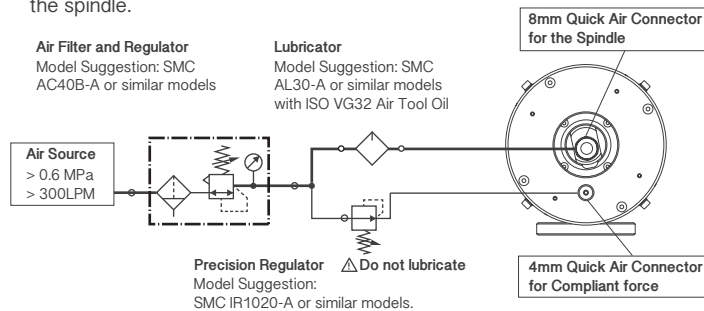 the spindle.
8mm Quick Air Connector
for the Spindle
Air Filter and Regulator
Model Suggestion: SMC
AC40B-A or similar models
Lubricator
Model Suggestion: SMC
AL30-A or similar models
with ISO VG32 Air Tool Oil
Air Source
> 0.6 MPa
> 300LPM
Precision Regulator
⚠Do not lubricate
Model Suggestion:
SMC IR1020-A or similar models.
4mm Quick Air Connector
for Compliant force